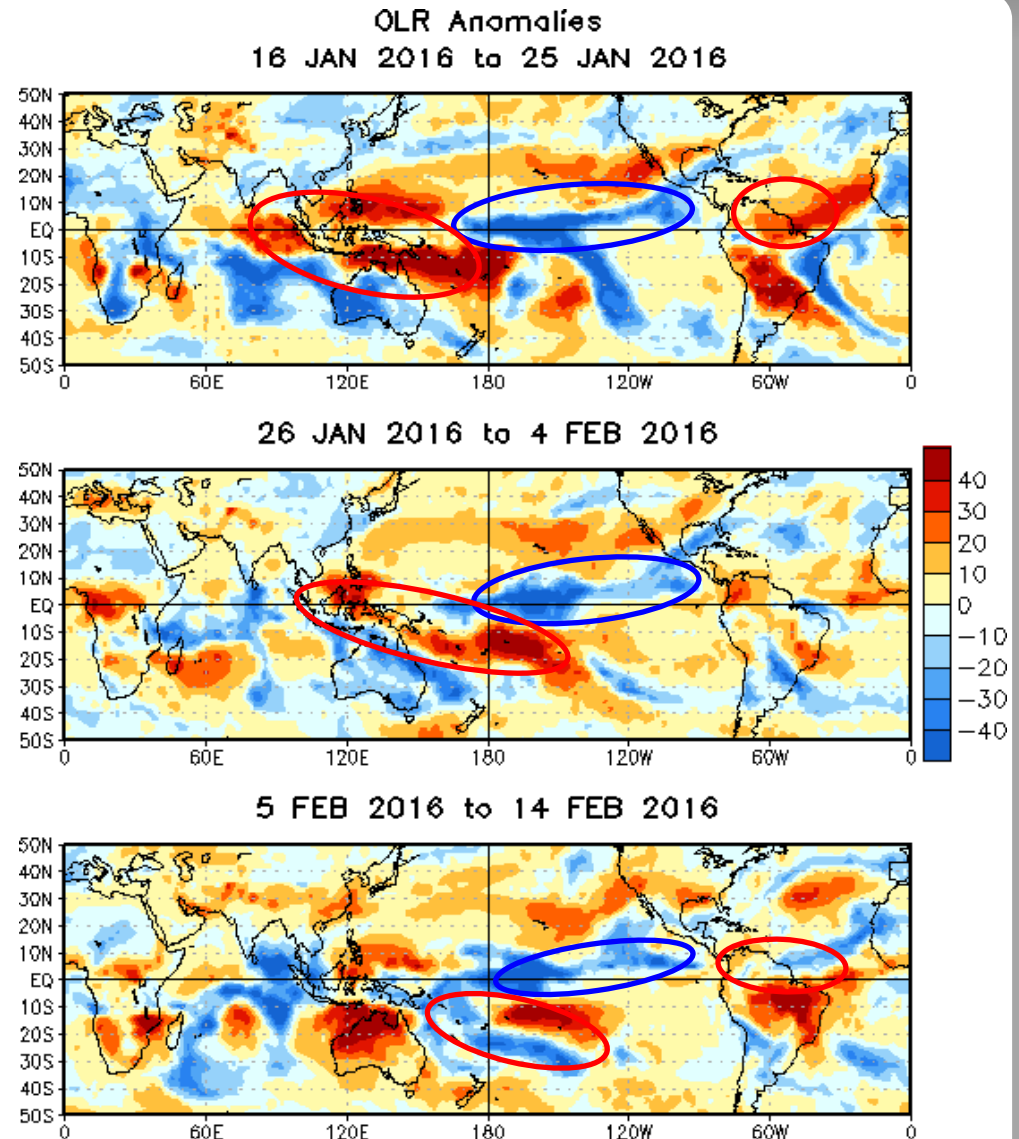 OLR Anomalies
16 JAN 2016 to 25 JAN 2016
50N
40N
30N
20N
10N
EQ
10S
20S
30S
40S
50S
0 60E 120E 180 120W 60W 0
26 JAN 2016 to 4 FEB 2016
50N
40N
30N
20N
10N
EQ
10S
20S
30S
40S
50S
0 60E 120E 180 120W 60W 0
40
30
20
10
0
-10
-20
-30
-40
5 FEB 2016 to 14 FEB 2016
50N
40N
30N
20N
10N
EQ
10S
20S
30S
40S
50S
0 60E 120E 180 120W 60W 0